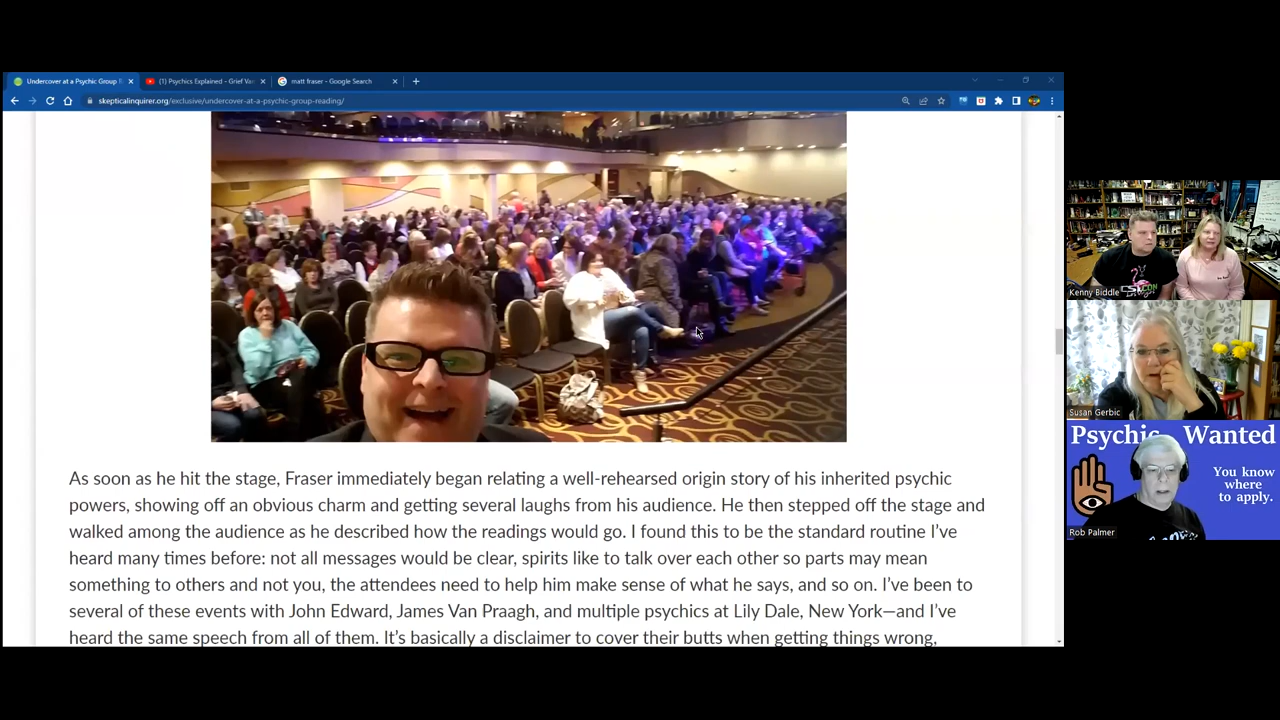 Undercover at a Psychic Group R
(1) Psychics Explained - Grief Va
matt fraser - Google Search
skepticalinquirer.org/exclusive/undercover-at-a-psychic-group-reading/
As soon as he hit the stage, Fraser immediately began relating a well-rehearsed origin story of his inherited psychic
powers, showing off an obvious charm and getting several laughs from his audience. He then stepped off the stage and
walked among the audience as he described how the readings would go. I found this to be the standard routine I’ve
heard many times before: not all messages would be clear, spirits like to talk over each other so parts may mean
something to others and not you, the attendees need to help him make sense of what he says, and so on. I’ve been to
several of these events with John Edward, James Van Praagh, and multiple psychics at Lily Dale, New York—and I’ve
heard the same speech from all of them. It’s basically a disclaimer to cover their butts when getting things wrong,
Kenny Biddle
Susan Gerbic
Psychic Wanted
You know
where
to apply.
Rob Palmer